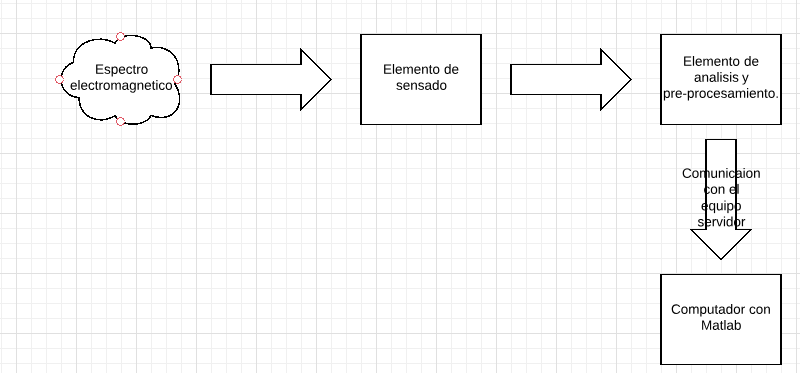 Espectro
electromagnetico
Elemento de
sensado
Elemento de
analisis y
pre-procesamiento.
Comunicaion
con el
equipo
servidor
Computador con
Matlab